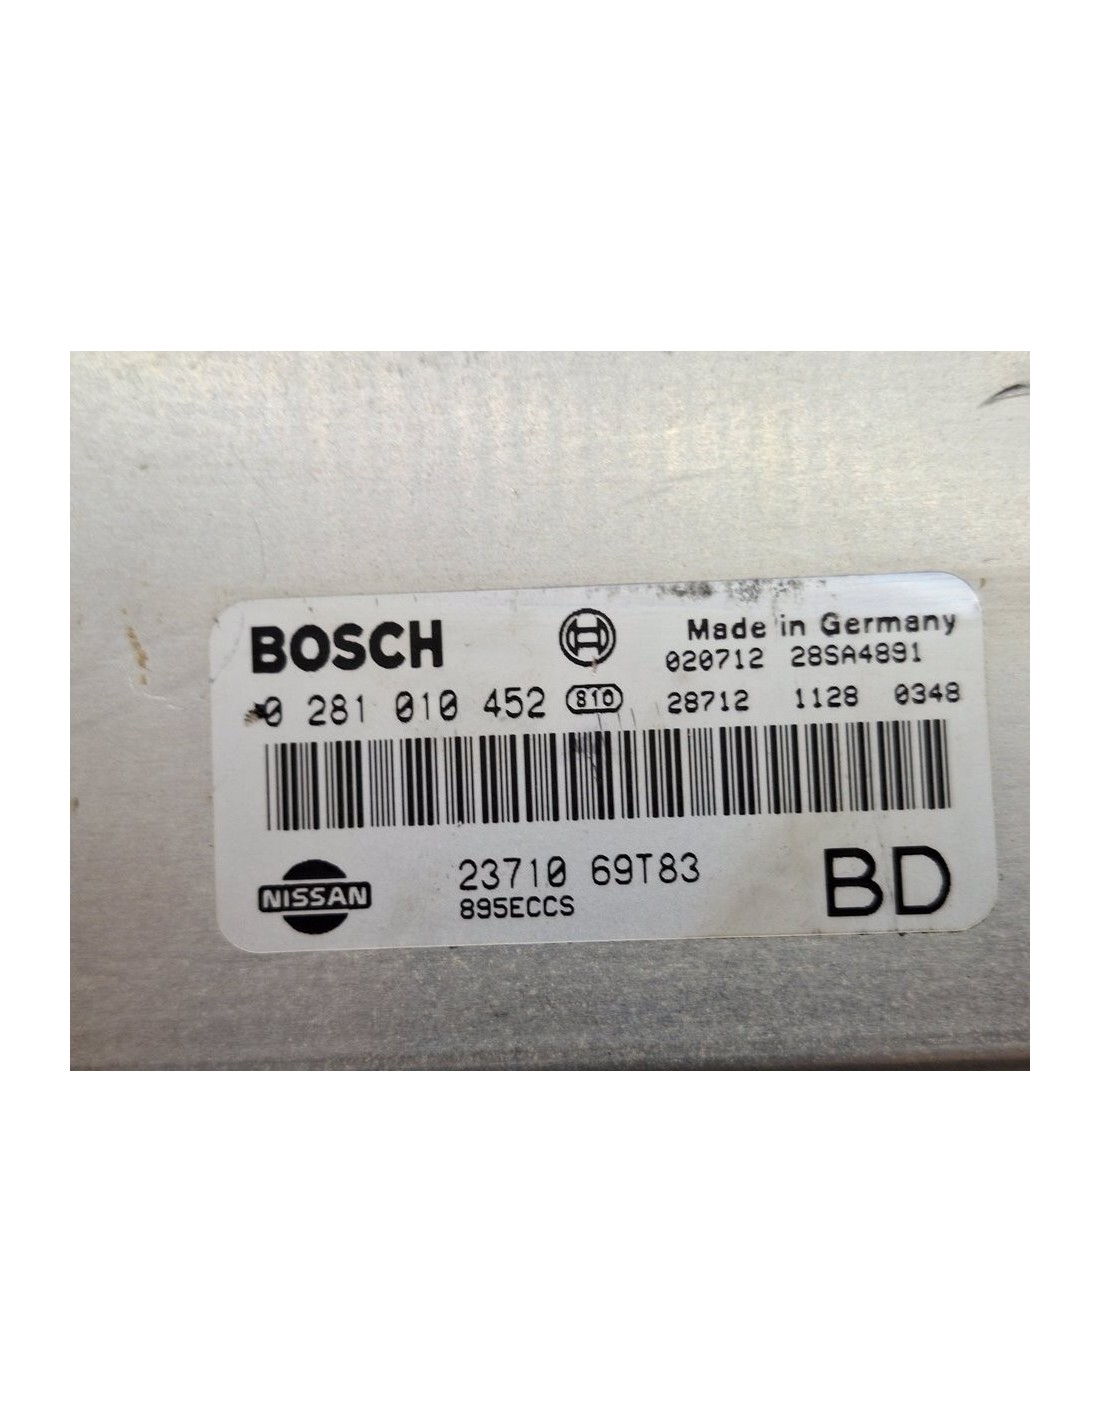 BOSCH
Made in Germany
020712 28SA4891
0 281 010 452 810 28712 1128 0348
23710 69T83
NISSAN
895ECCS
BD